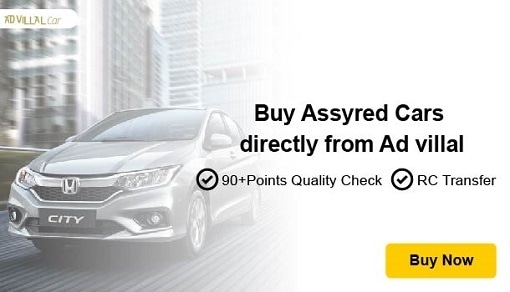 AD VILLAL Car
Buy Assyred Cars
directly from Ad villal
90+Points Quality Check RC Transfer
CITY
Buy Now